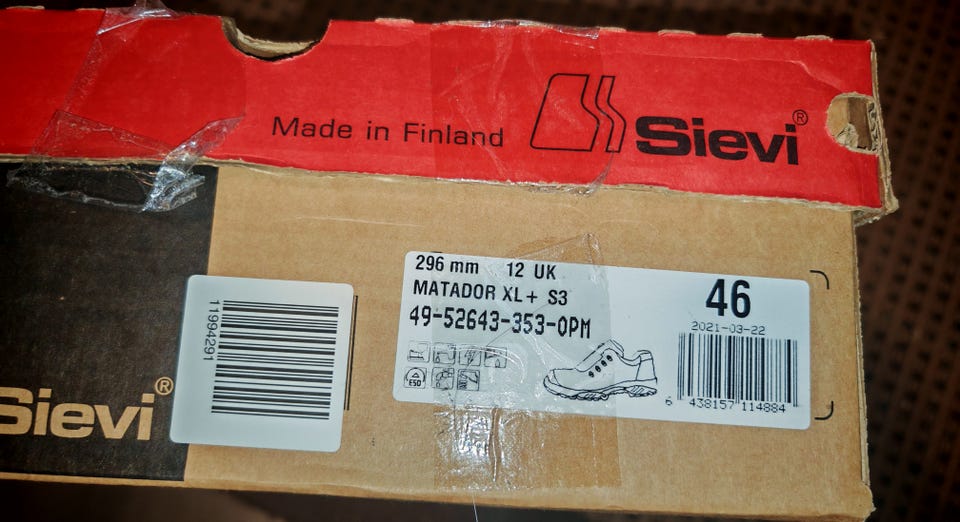 Made in Finland
Sievi®
296 mm 12 UK
MATADOR XL+ S3
49-52643-353-0PM
46
2021-03-22
ESD
6 438157 114884
11994291
Sievi®